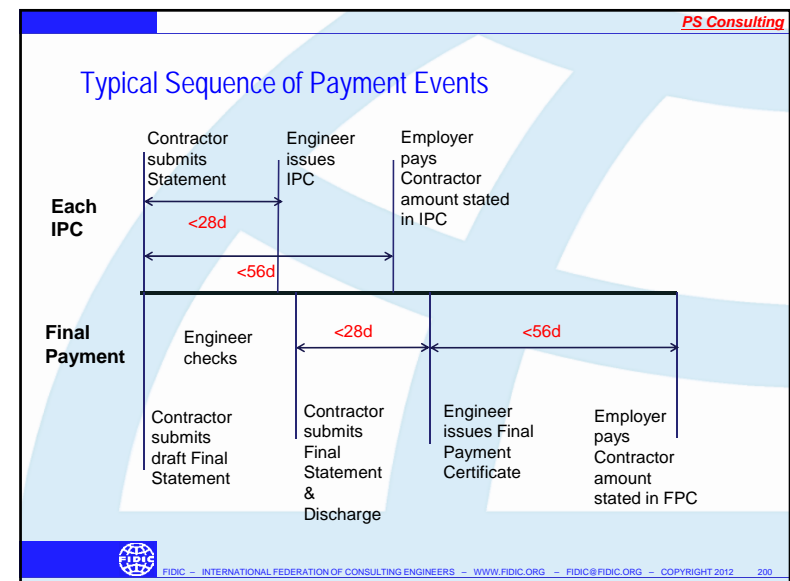 PS Consulting
Typical Sequence of Payment Events
Contractor
submits
Statement
Engineer
issues
IPC
Employer
pays
Contractor
amount stated
in IPC
Each
IPC
<28d
<56d
Final
Payment
Engineer
checks
<28d
<56d
Contractor
submits
draft Final
Statement
Contractor
submits
Final
Statement
&
Discharge
Engineer
issues Final
Payment
Certificate
Employer
pays
Contractor
amount
stated in FPC
FIDIC
FIDIC – INTERNATIONAL FEDERATION OF CONSULTING ENGINEERS – WWW.FIDIC.ORG – FIDIC@FIDIC.ORG – COPYRIGHT 2012 200